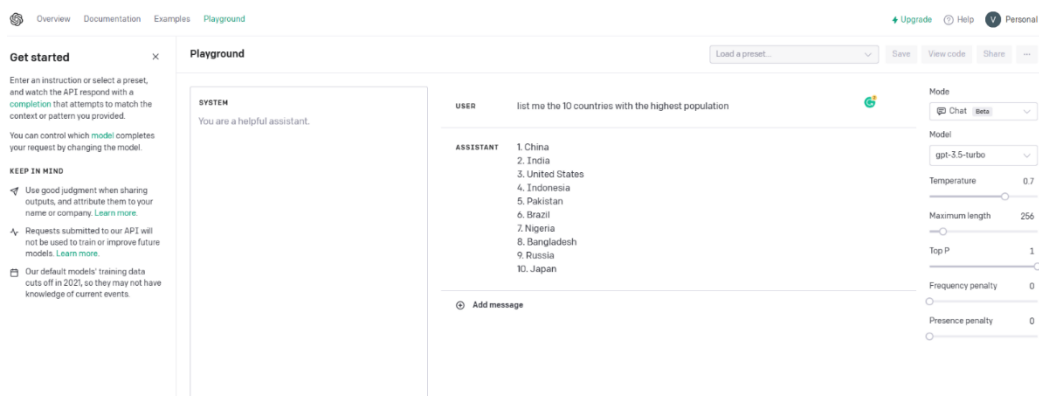 Overview Documentation Examples Playground
Upgrade Help V Personal
Get started
Enter an instruction or select a preset,
and watch the API respond with a
completion that attempts to match the
context or pattern you provided.
You can control which model completes
your request by changing the model.
KEEP IN MIND
Use good judgment when sharing
outputs, and attribute them to your
name or company. Learn more.
Requests submitted to our API will
not be used to train or improve future
models. Learn more.
Our default models' training data
cuts off in 2021, so they may not have
knowledge of current events.
Playground
Load a preset...
Save
View code
Share
...
SYSTEM
You are a helpful assistant.
USER list me the 10 countries with the highest population
ASSISTANT 1. China
2. India
3. United States
4. Indonesia
5. Pakistan
6. Brazil
7. Nigeria
8. Bangladesh
9. Russia
10. Japan
Add message
Mode
Chat Beta
Model
gpt-3.5-turbo
Temperature 0.7
Maximum length 256
Top P 1
Frequency penalty 0
Presence penalty 0